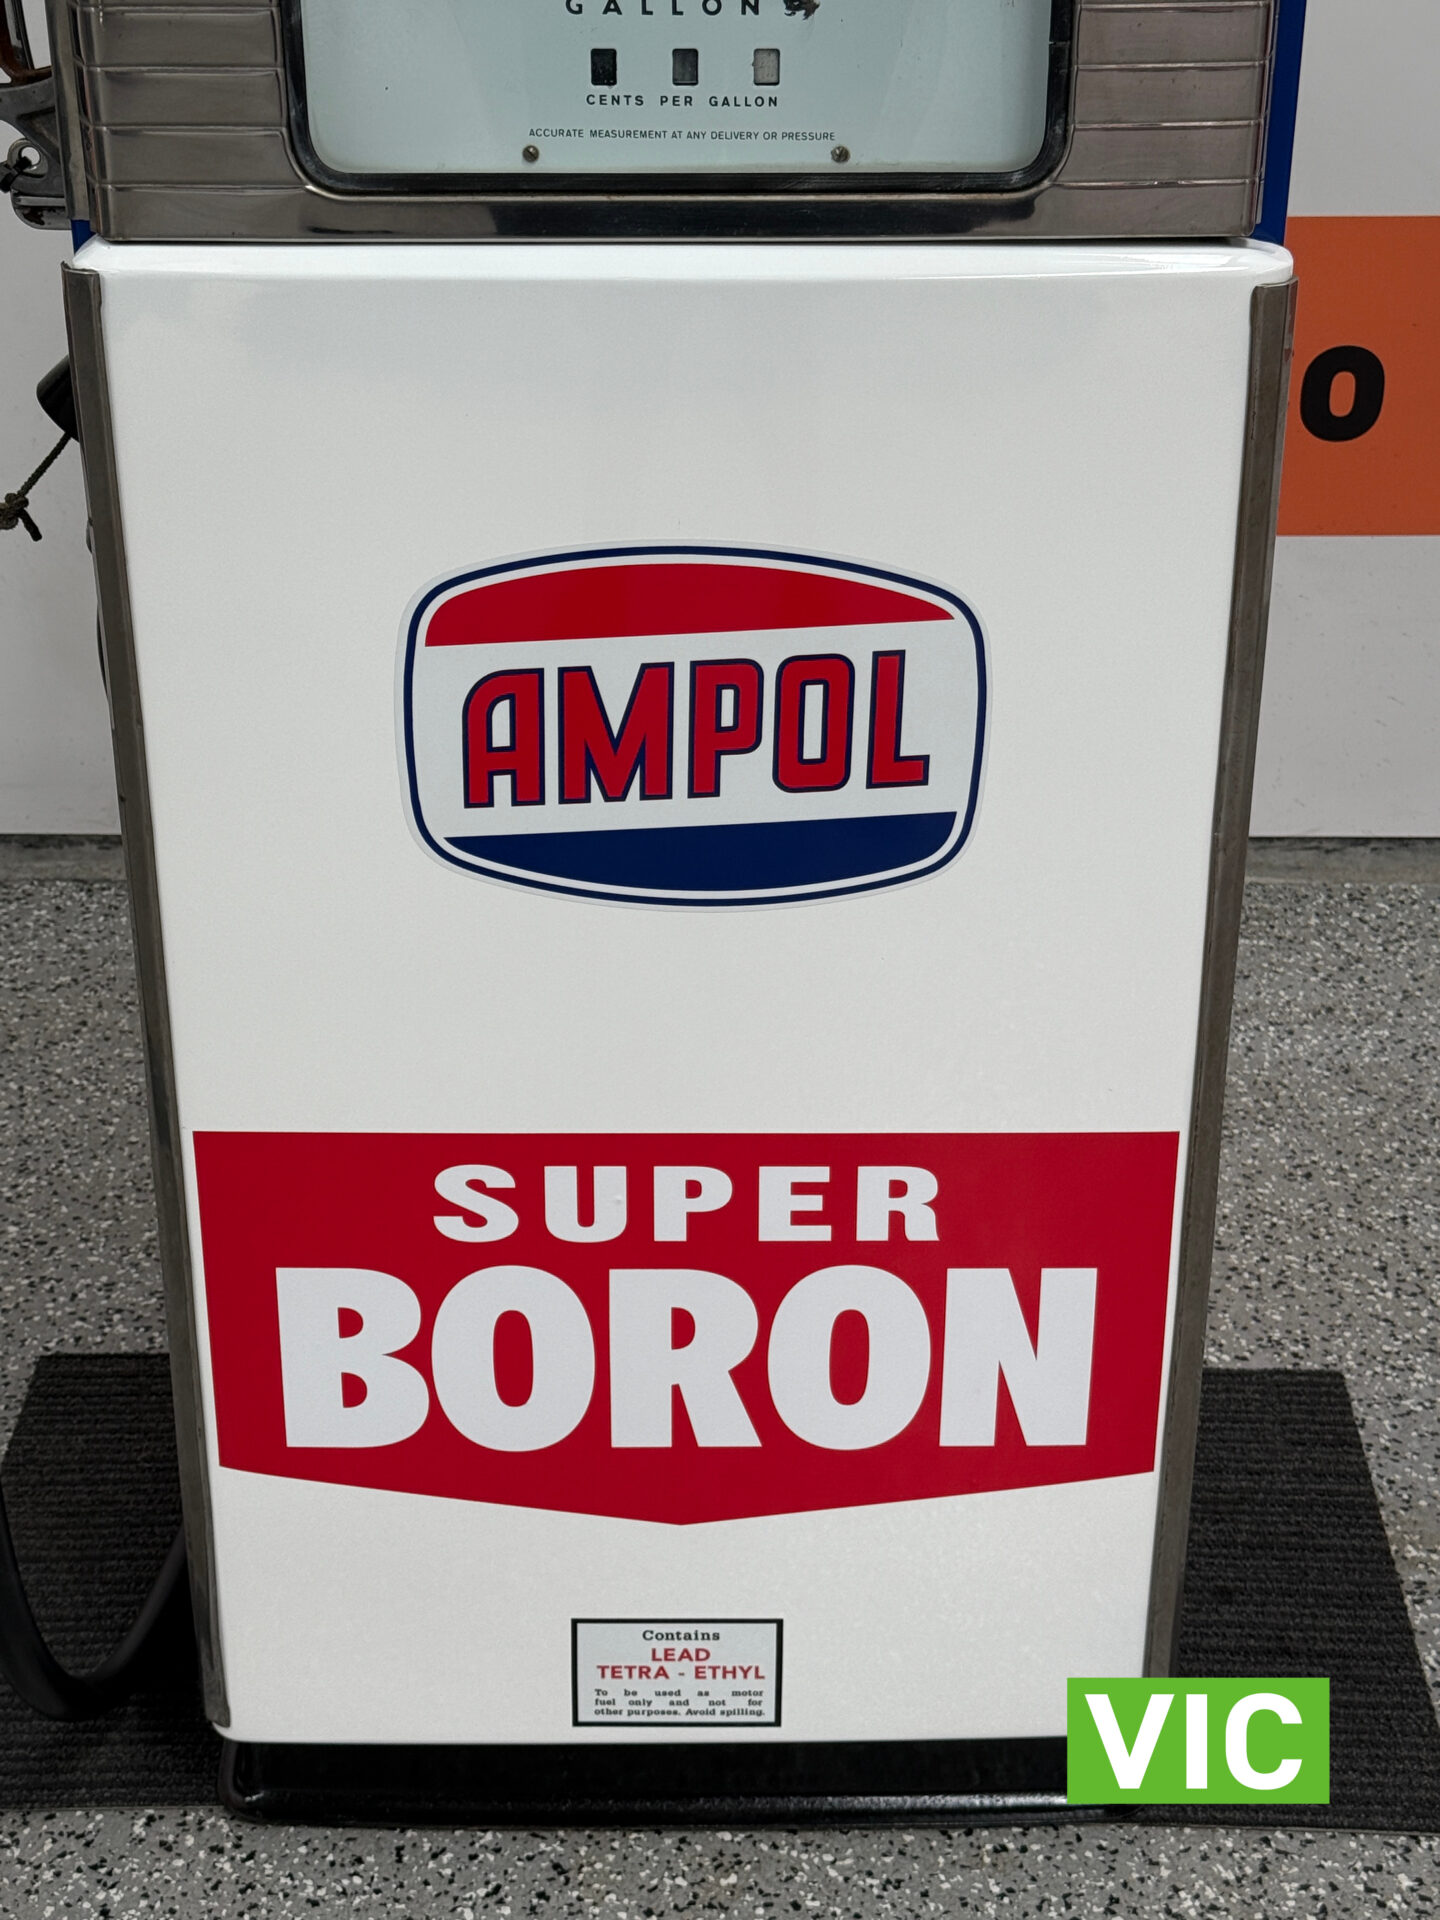 GALLONS
CENTS PER GALLON
ACCURATE MEASUREMENT AT ANY DELIVERY OR PRESSURE
O
AMPOL
SUPER
BORON
Contains
LEAD
TETRA - ETHYL
To be used as motor
fuel only and not for
other purposes. Avoid spilling.
VIC